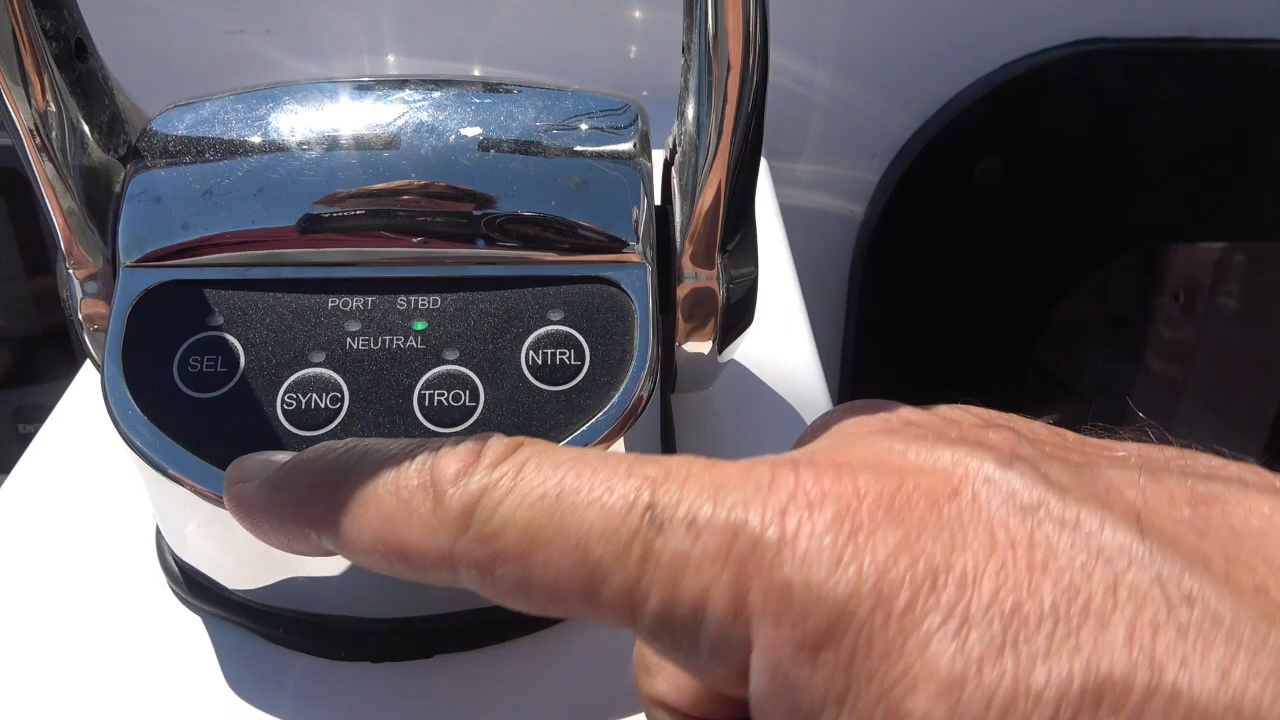 PORT STBD
NEUTRAL
SEL
SYNC
TROL
NTRL